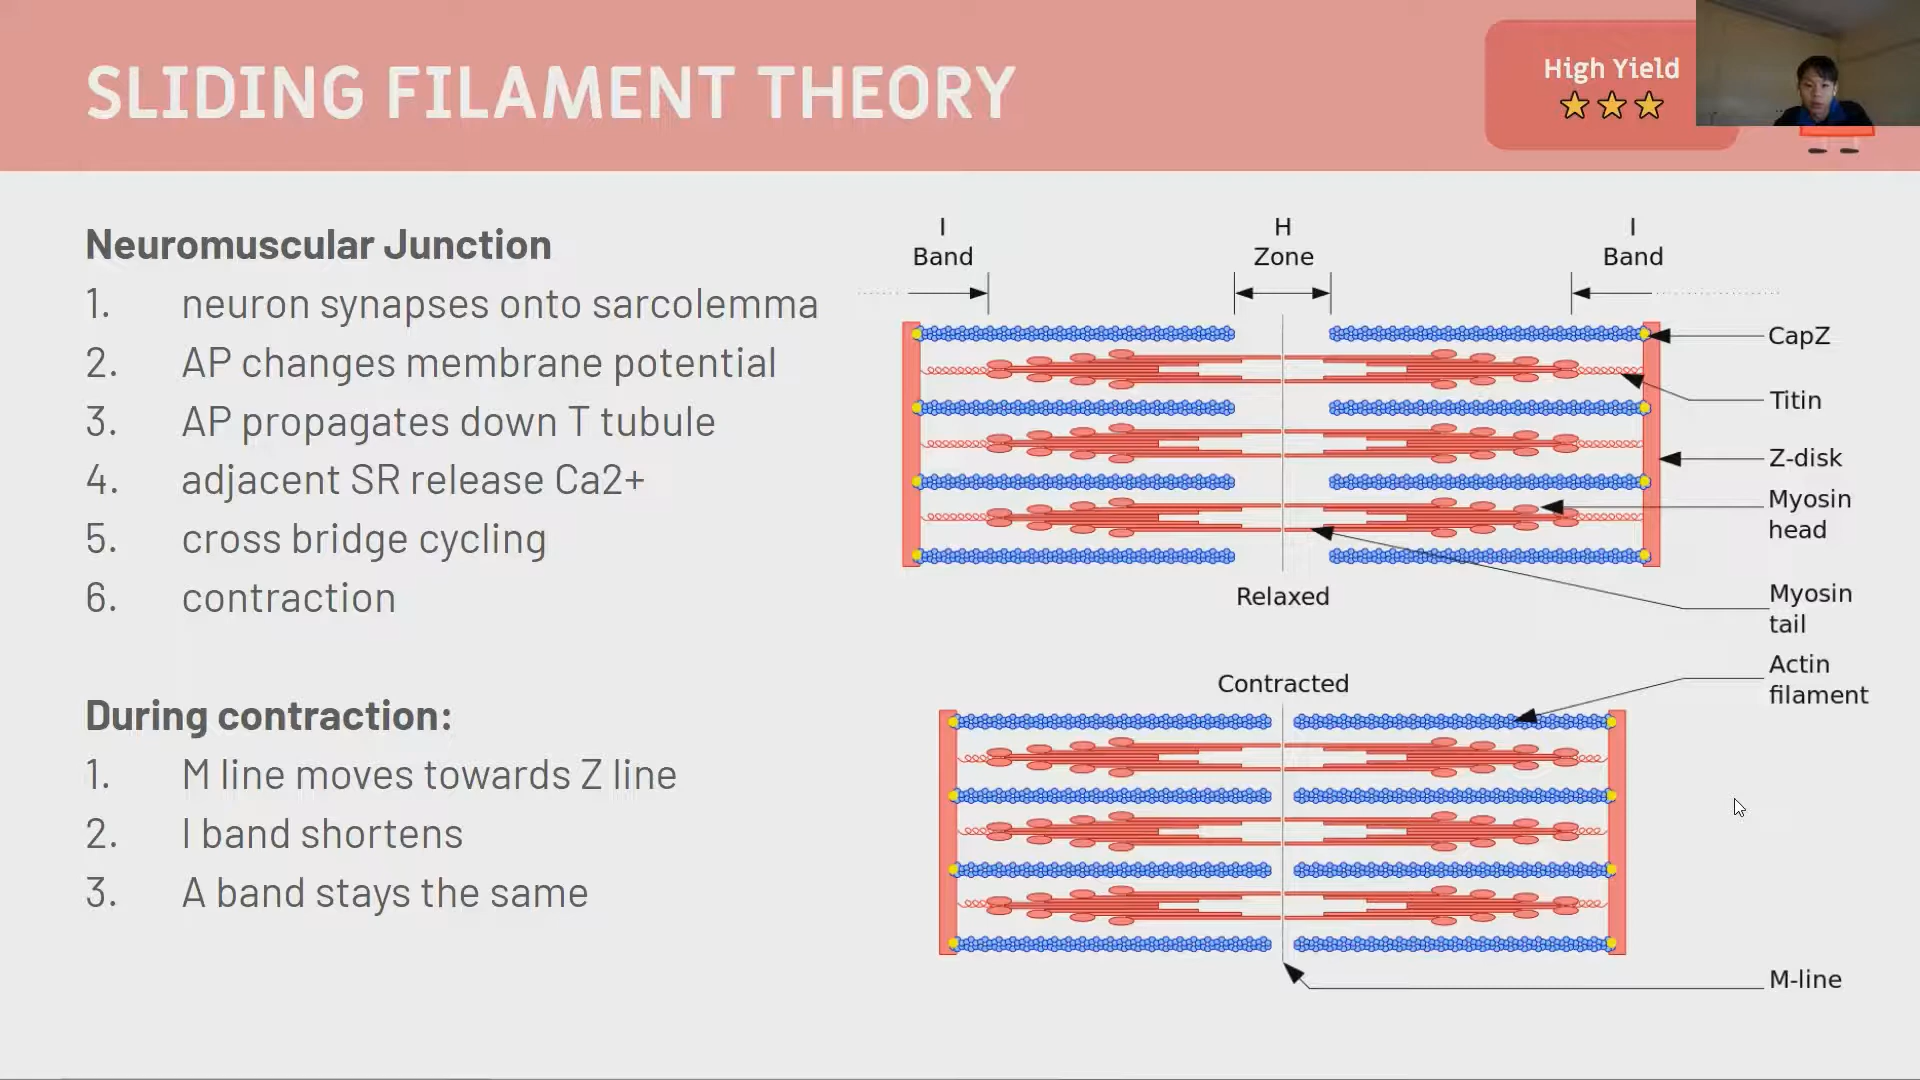 SLIDING FILAMENT THEORY
High Yield
Neuromuscular Junction
1. neuron synapses onto sarcolemma
2. AP changes membrane potential
3. AP propagates down T tubule
4. adjacent SR release Ca2+
5. cross bridge cycling
6. contraction
During contraction:
1. M line moves towards Z line
2. I band shortens
3. A band stays the same
I
Band
H
Zone
I
Band
CapZ
Titin
Z-disk
Myosin
head
Relaxed
Myosin
tail
Actin
filament
Contracted
M-line